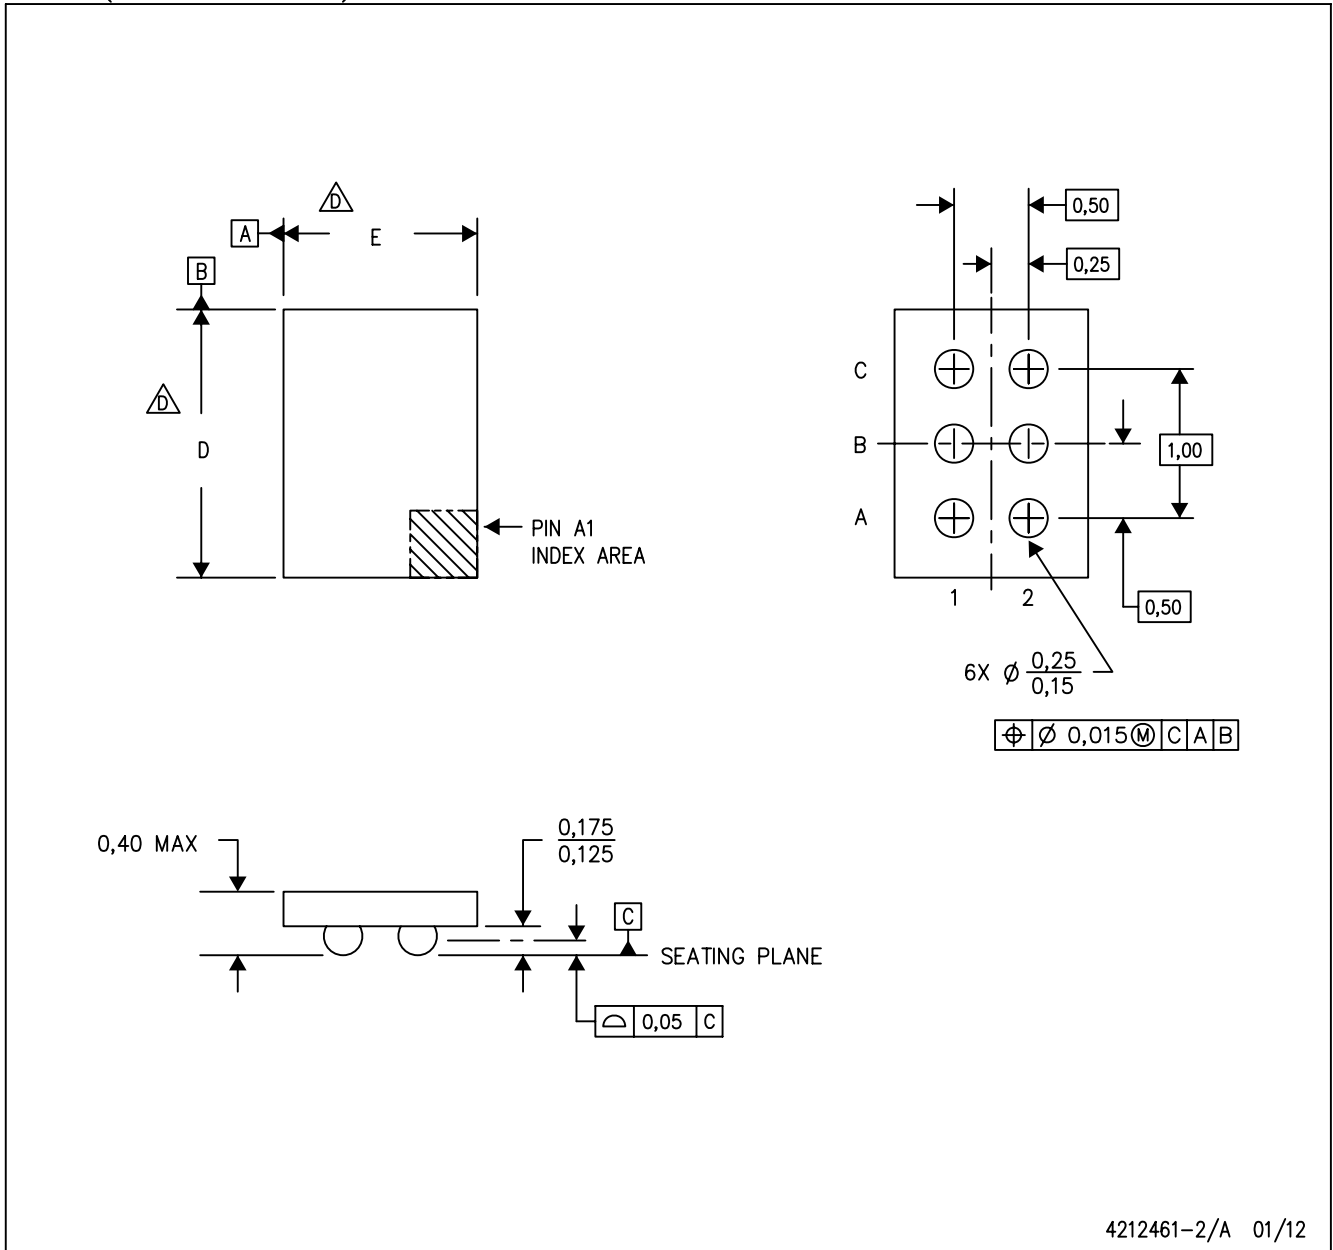 D
A
E
B
D
D
PIN A1
INDEX AREA
0,50
0,25
C
B
A
1,00
1 2
0,50
6X Ø 0,25
0,15
⌖ Ø 0,015Ⓜ C A B
0,40 MAX
0,175
0,125
C
SEATING PLANE
⌓ 0,05 C
4212461-2/A 01/12